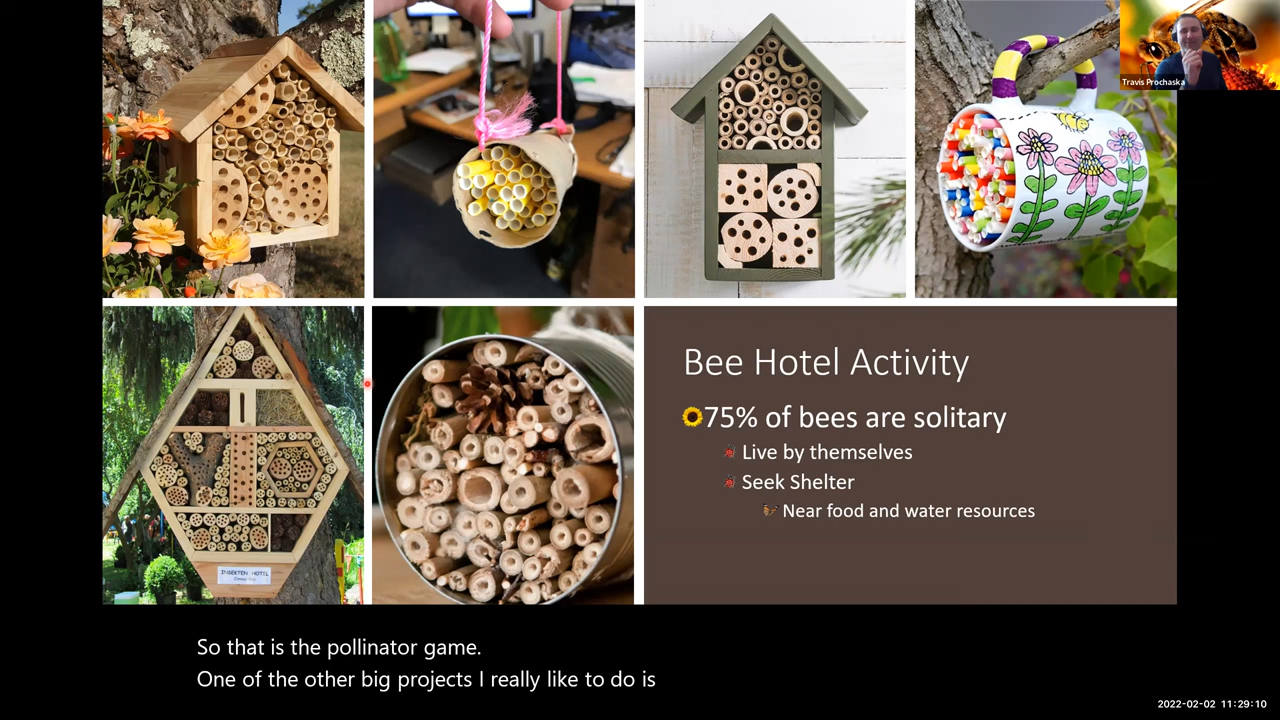 Travis Prochaska
INSEKTEN HOTEL
Bee Hotel Activity
75% of bees are solitary
Live by themselves
Seek Shelter
Near food and water resources
So that is the pollinator game.
One of the other big projects I really like to do is
2022-02-02 11:29:10